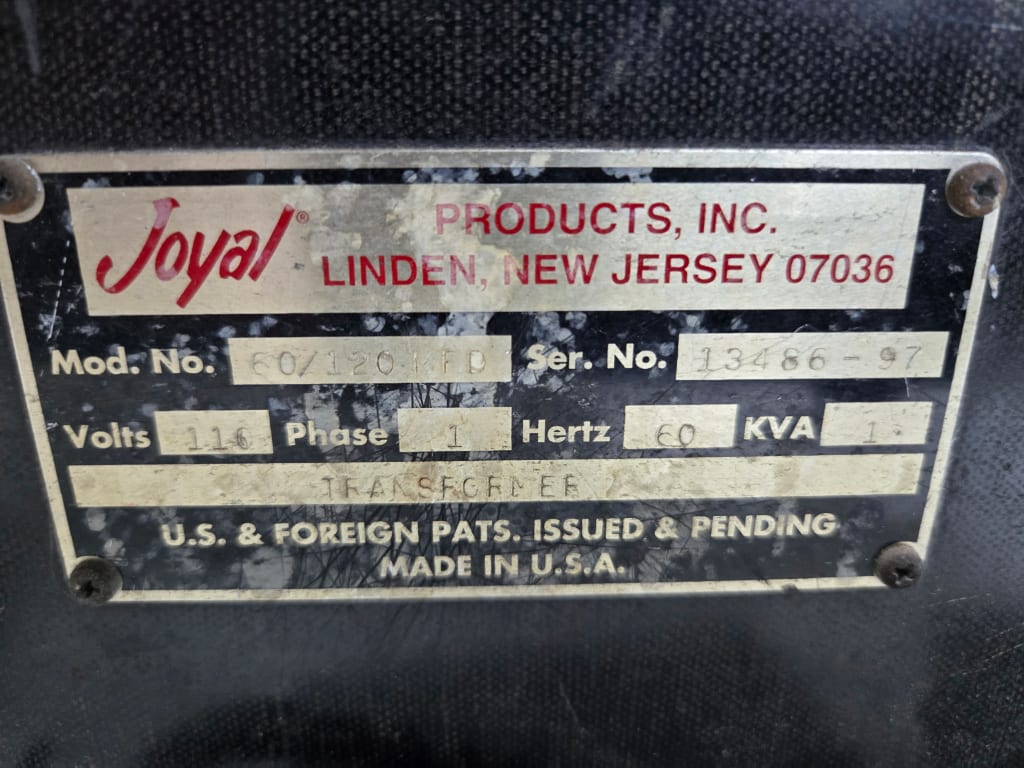 Joyal® PRODUCTS, INC.
LINDEN, NEW JERSEY 07036
Mod. No. Ser. No. 13486-97
Volts Phase 1 Hertz 60 KVA
TRANSFORMER
U.S. & FOREIGN PATS. ISSUED & PENDING
MADE IN U.S.A.